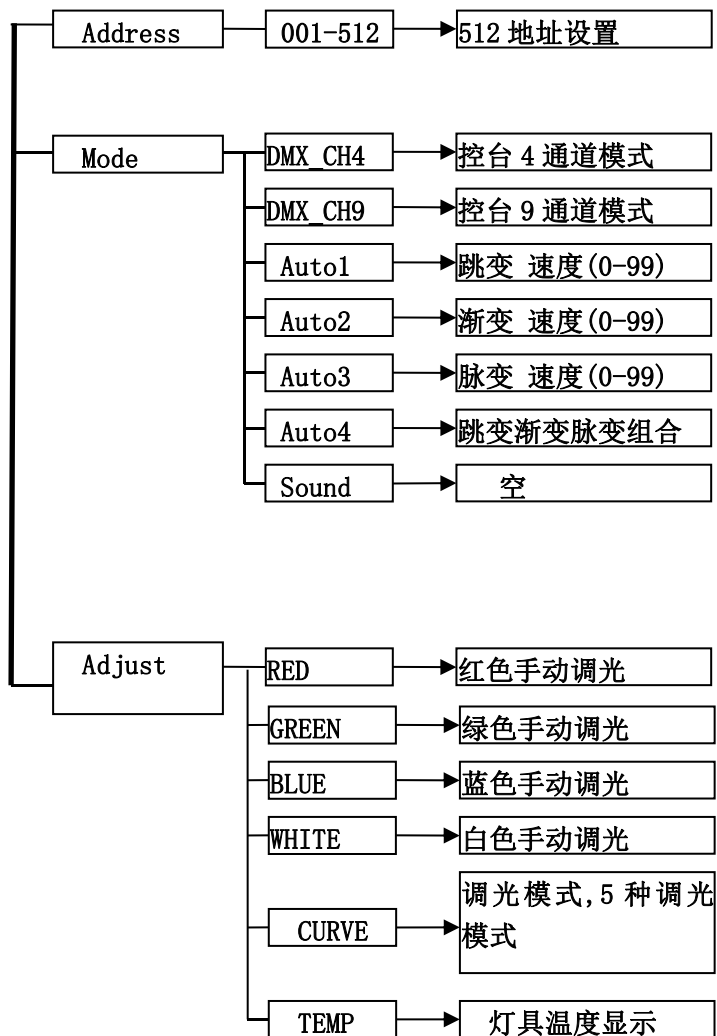 Address 001-512 512 地址设置
Mode DMX_CH4 控台 4 通道模式
DMX_CH9 控台 9 通道模式
Auto1 跳变 速度(0-99)
Auto2 渐变 速度(0-99)
Auto3 脉变 速度(0-99)
Auto4 跳变渐变脉变组合
Sound 空
Adjust RED 红色手动调光
GREEN 绿色手动调光
BLUE 蓝色手动调光
WHITE 白色手动调光
CURVE 调光模式,5 种调光
模式
TEMP 灯具温度显示